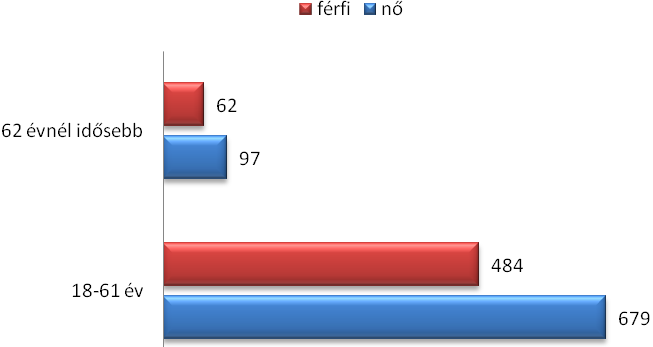 férfi nő
62 évnél idősebb
62
97
18-61 év
484
679